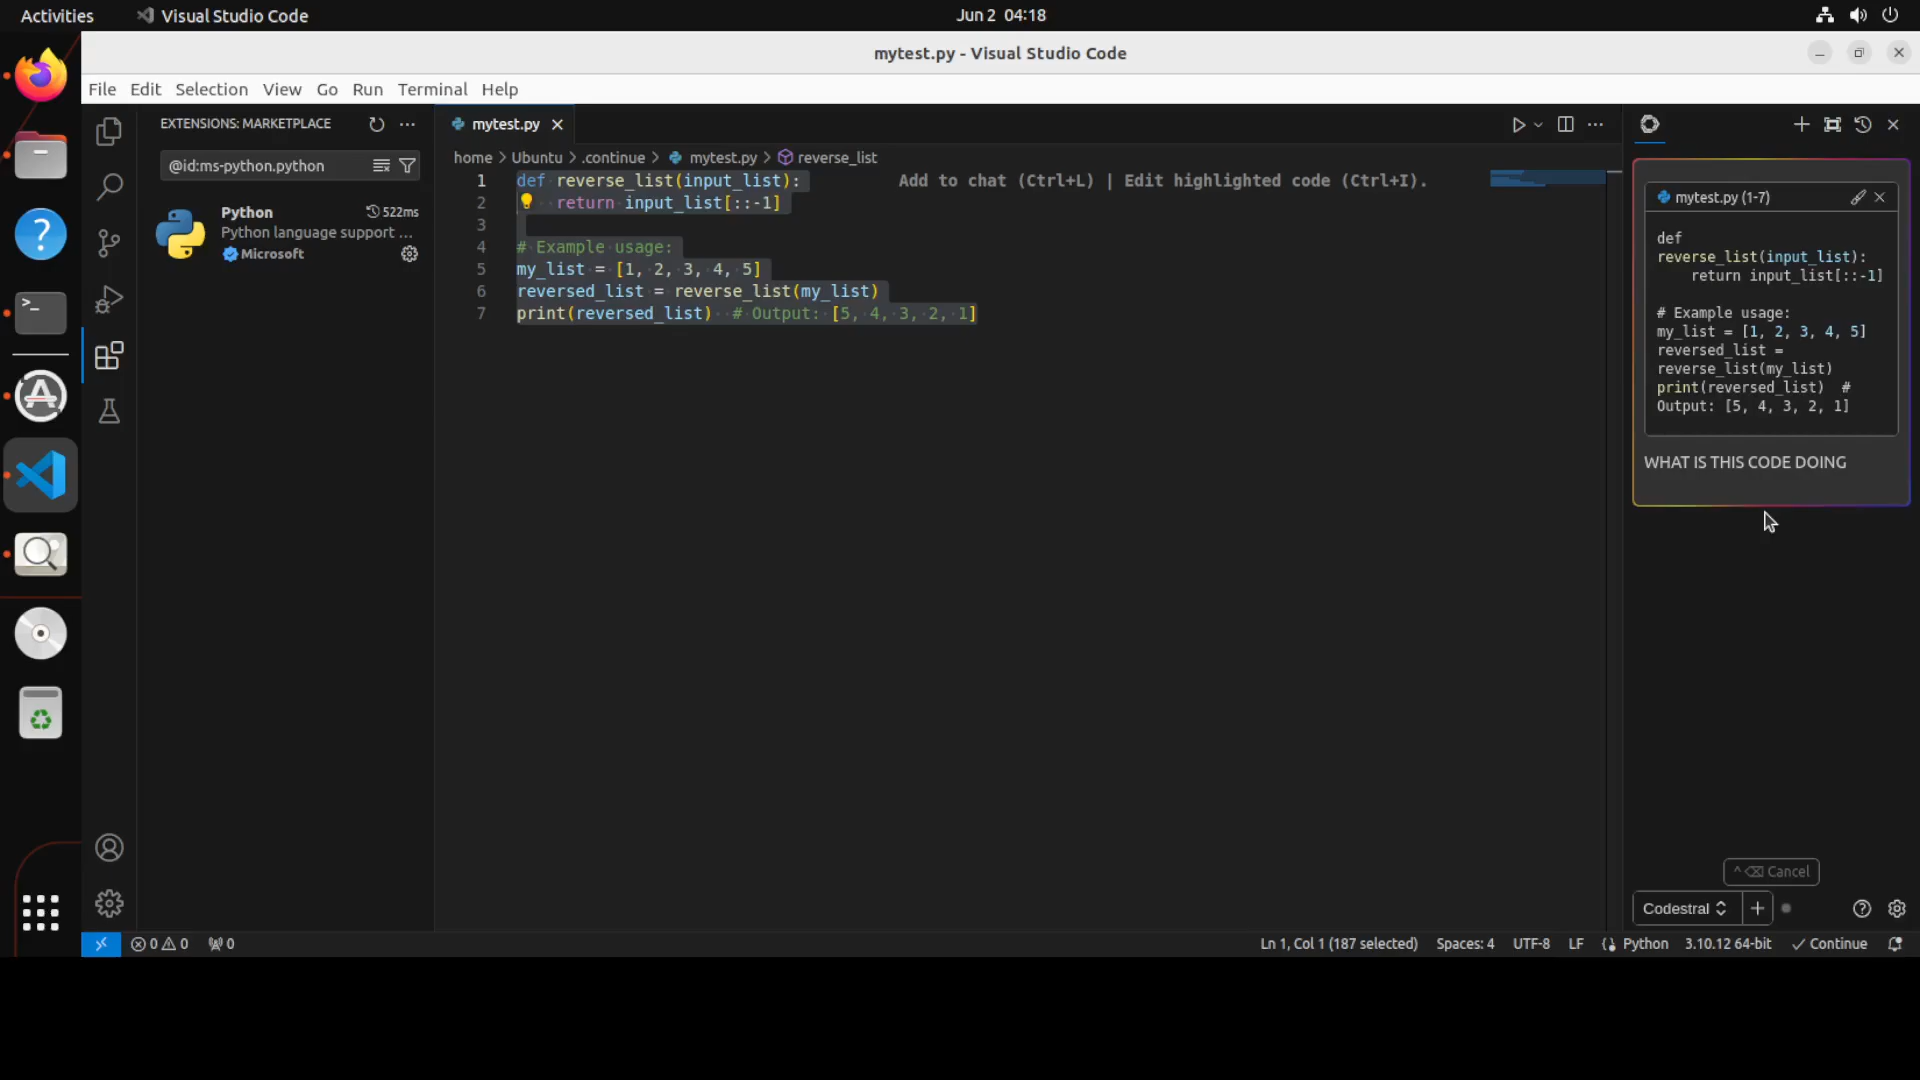 Activities
Visual Studio Code
Jun 2 04:18
mytest.py - Visual Studio Code
File Edit Selection View Go Run Terminal Help
EXTENSIONS: MARKETPLACE
@id:ms-python.python
Python
522ms
Python language support ...
Microsoft
mytest.py
home > Ubuntu > .continue > mytest.py > reverse_list
1 def reverse_list(input_list):
Add to chat (Ctrl+L) | Edit highlighted code (Ctrl+I).
2 return input_list[::-1]
3
4 # Example usage:
5 my_list = [1, 2, 3, 4, 5]
6 reversed_list = reverse_list(my_list)
7 print(reversed_list) # Output: [5, 4, 3, 2, 1]
mytest.py (1-7)
def
reverse_list(input_list):
return input_list[::-1]
# Example usage:
my_list = [1, 2, 3, 4, 5]
reversed_list =
reverse_list(my_list)
print(reversed_list) #
Output: [5, 4, 3, 2, 1]
WHAT IS THIS CODE DOING
^ ⌫ Cancel
Codestral
0 0 0
Ln 1, Col 1 (187 selected) Spaces: 4 UTF-8 LF Python 3.10.12 64-bit Continue